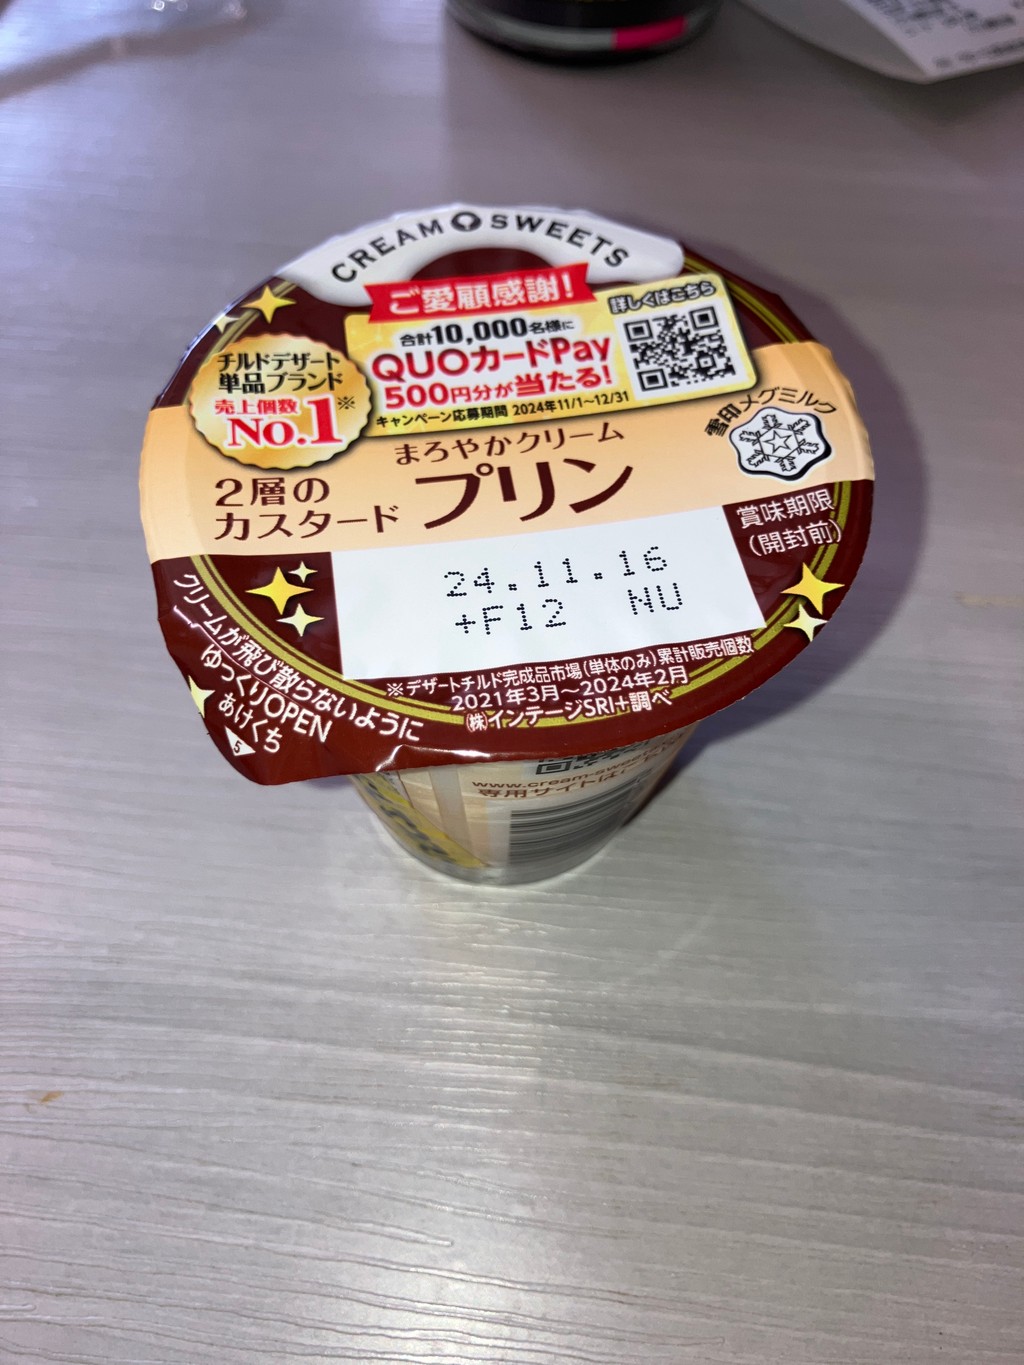 CREAM SWEETS
ご愛顧感謝!
合計10,000名様に
QUOカードPay
500円分が当たる!
キャンペーン応募期間 2024年11/1~12/31
詳しくはこちら
チルドデザート
単品ブランド
売上個数
No.1※
雪印メグミルク
まろやかクリーム
2層の
カスタード
プリン
賞味期限
(開封前)
24.11.16
+F12 NU
※デザートチルド完成品市場(単体のみ)累計販売個数
2021年3月~2024年2月
㈱インテージSRI+調べ
クリームが飛び散らないように
ゆっくりOPEN
あけくち
5
www.cream-sweets
専用サイトは